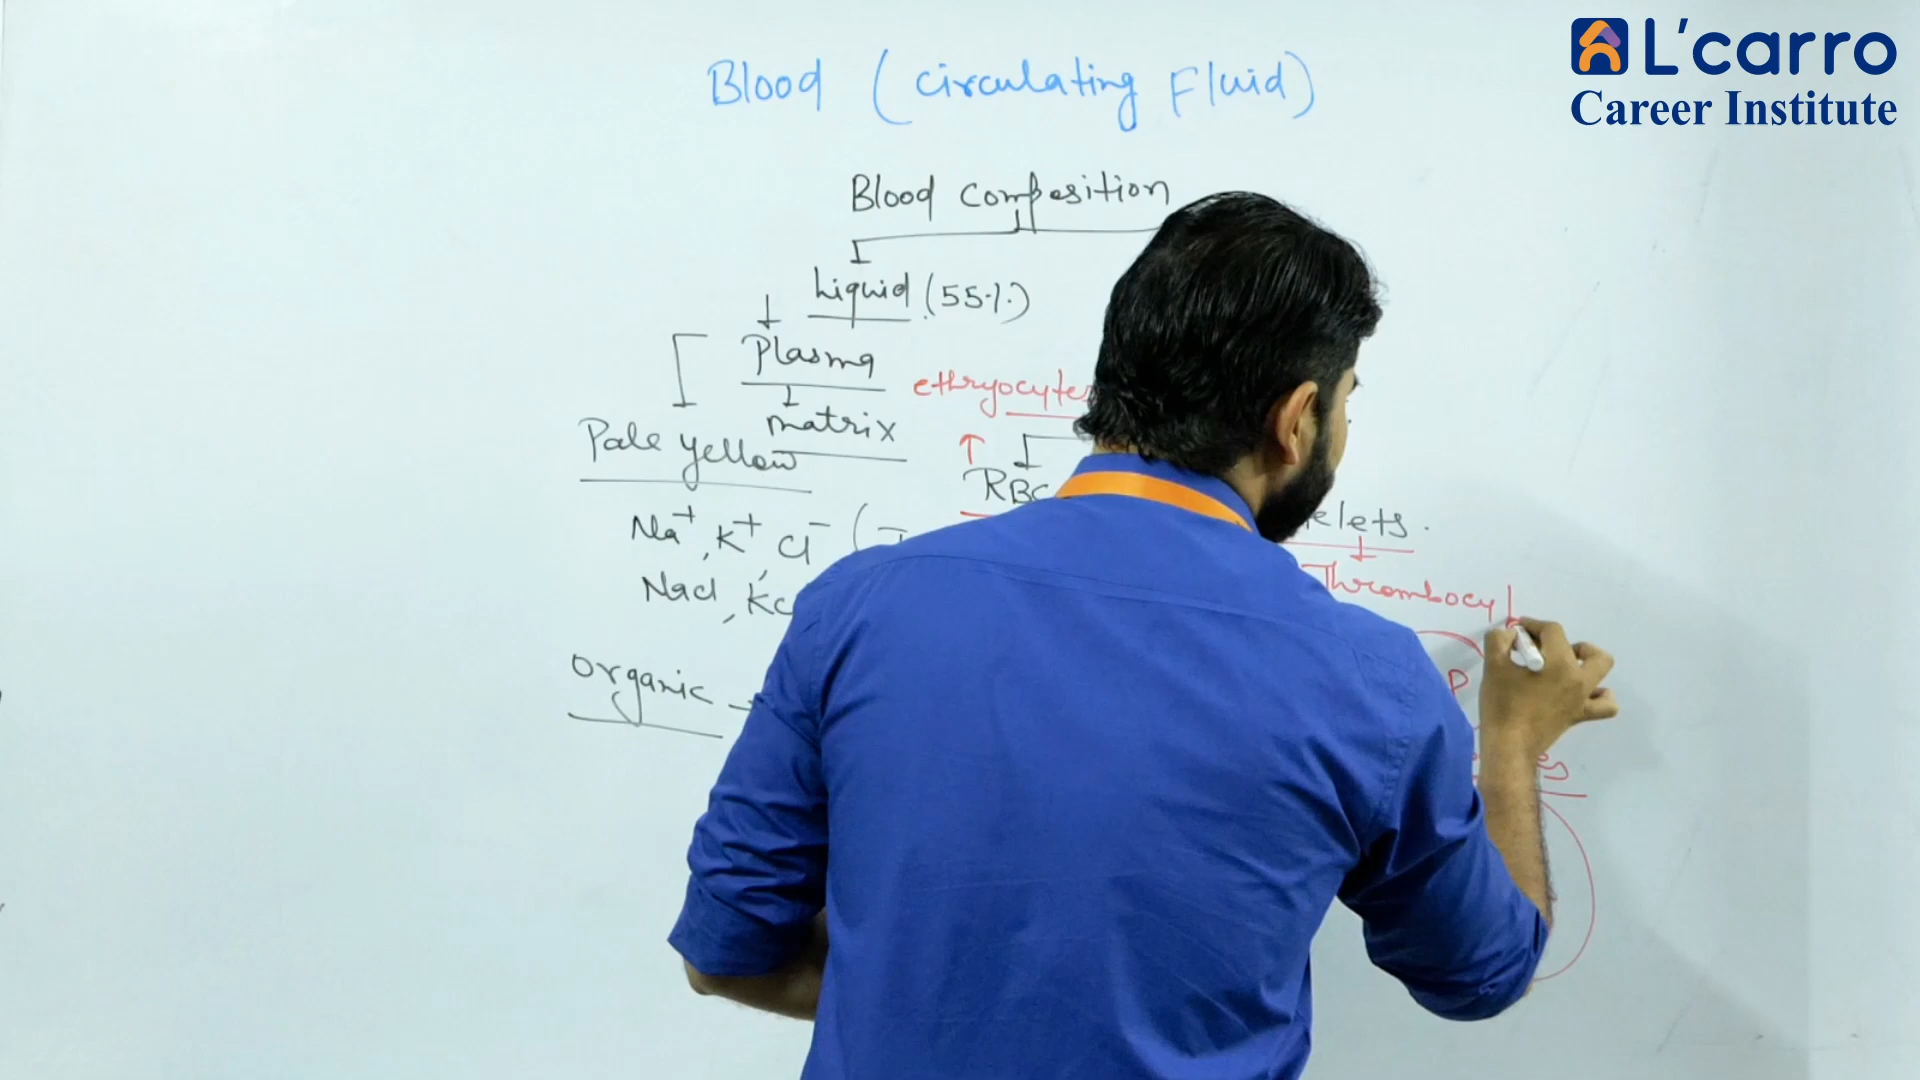 L'carro
Career Institute
Blood (circulating Fluid)
Blood composition
Liquid (55%)
Plasma
ethryocytes
matrix
Pale yellow
RBC
Na+, K+, Cl-
elets.
Nacl, Kc
Thrombocyt
organic
P
es